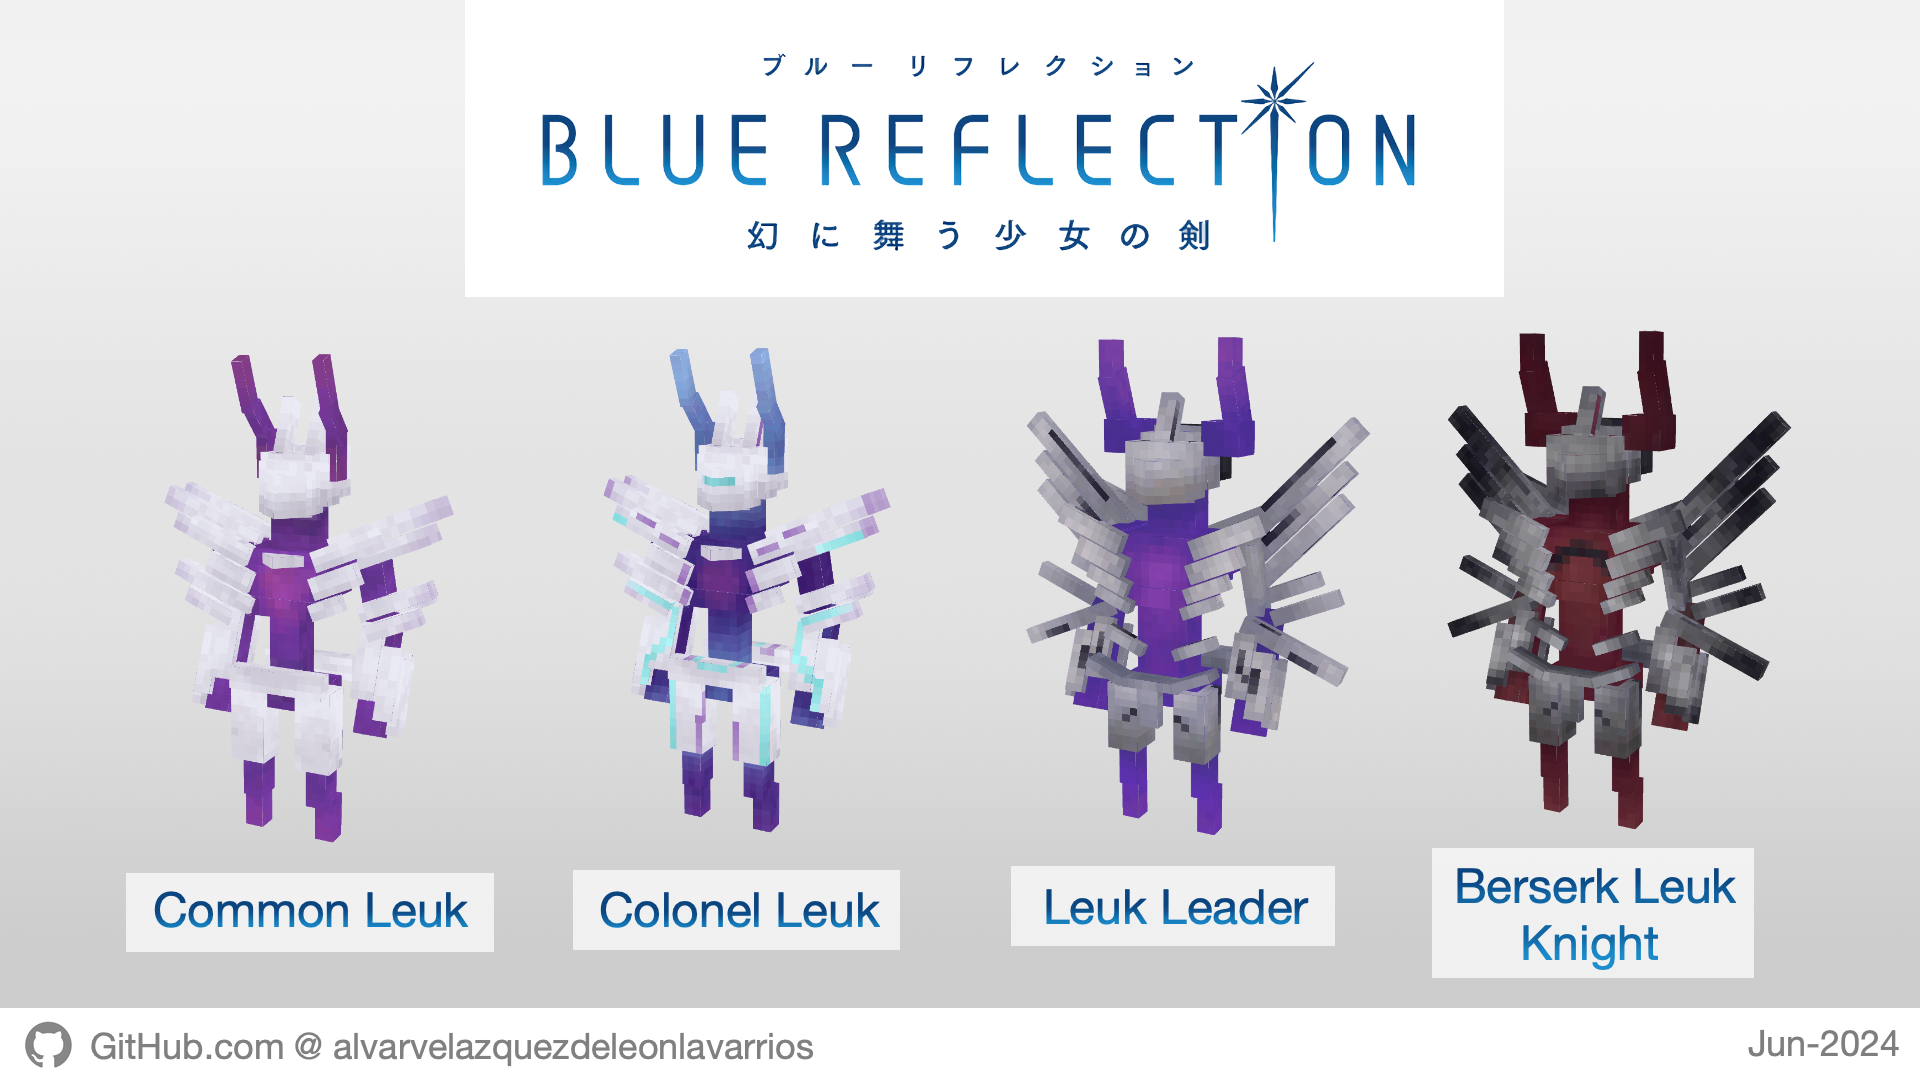 ブルーリフレクション
BLUE REFLECTION
幻に舞う少女の剣
Common Leuk
Colonel Leuk
Leuk Leader
Berserk Leuk
Knight
GitHub.com @ alvarvelazquezdeleonlavarrios
Jun-2024